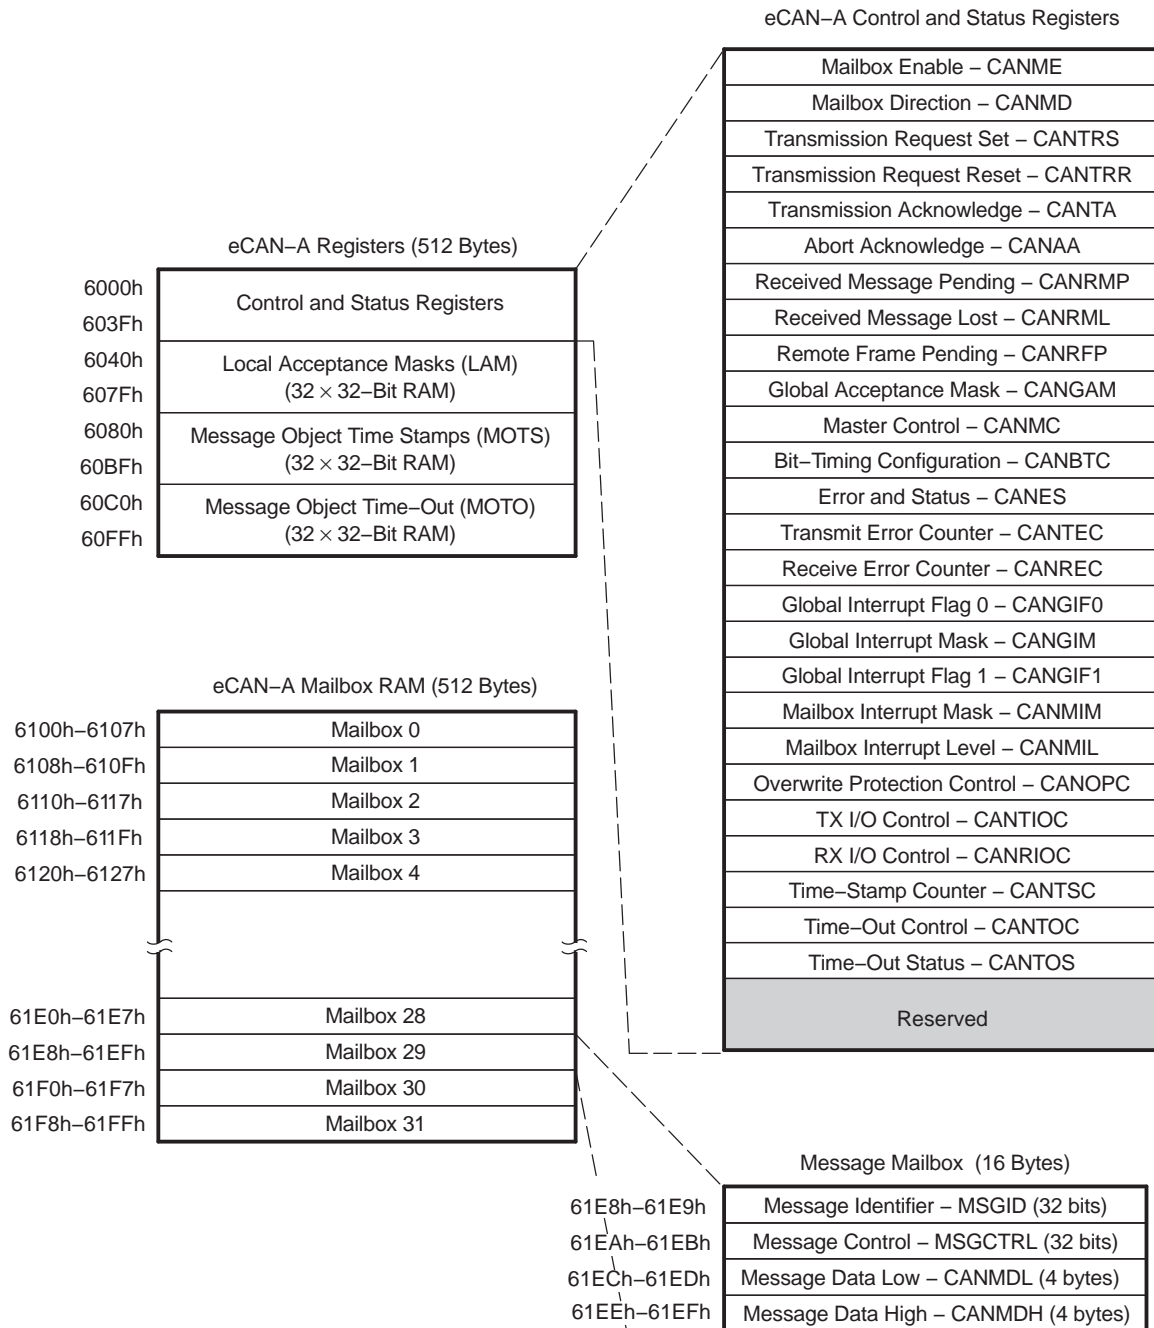 eCAN−A Control and Status Registers
Mailbox Enable − CANME
Mailbox Direction − CANMD
Transmission Request Set − CANTRS
Transmission Request Reset − CANTRR
Transmission Acknowledge − CANTA
Abort Acknowledge − CANAA
Received Message Pending − CANRMP
Received Message Lost − CANRML
Remote Frame Pending − CANRFP
Global Acceptance Mask − CANGAM
Master Control − CANMC
Bit−Timing Configuration − CANBTC
Error and Status − CANES
Transmit Error Counter − CANTEC
Receive Error Counter − CANREC
Global Interrupt Flag 0 − CANGIF0
Global Interrupt Mask − CANGIM
Global Interrupt Flag 1 − CANGIF1
Mailbox Interrupt Mask − CANMIM
Mailbox Interrupt Level − CANMIL
Overwrite Protection Control − CANOPC
TX I/O Control − CANTIOC
RX I/O Control − CANRIOC
Time−Stamp Counter − CANTSC
Time−Out Control − CANTOC
Time−Out Status − CANTOS
Reserved
eCAN−A Registers (512 Bytes)
6000h
Control and Status Registers
603Fh
6040h
Local Acceptance Masks (LAM)
(32 × 32−Bit RAM)
607Fh
6080h
Message Object Time Stamps (MOTS)
(32 × 32−Bit RAM)
60BFh
60C0h
Message Object Time−Out (MOTO)
(32 × 32−Bit RAM)
60FFh
eCAN−A Mailbox RAM (512 Bytes)
6100h−6107h Mailbox 0
6108h−610Fh Mailbox 1
6110h−6117h Mailbox 2
6118h−611Fh Mailbox 3
6120h−6127h Mailbox 4
61E0h−61E7h Mailbox 28
61E8h−61EFh Mailbox 29
61F0h−61F7h Mailbox 30
61F8h−61FFh Mailbox 31
Message Mailbox (16 Bytes)
61E8h−61E9h Message Identifier − MSGID (32 bits)
61EAh−61EBh Message Control − MSGCTRL (32 bits)
61ECh−61EDh Message Data Low − CANMDL (4 bytes)
61EEh−61EFh Message Data High − CANMDH (4 bytes)